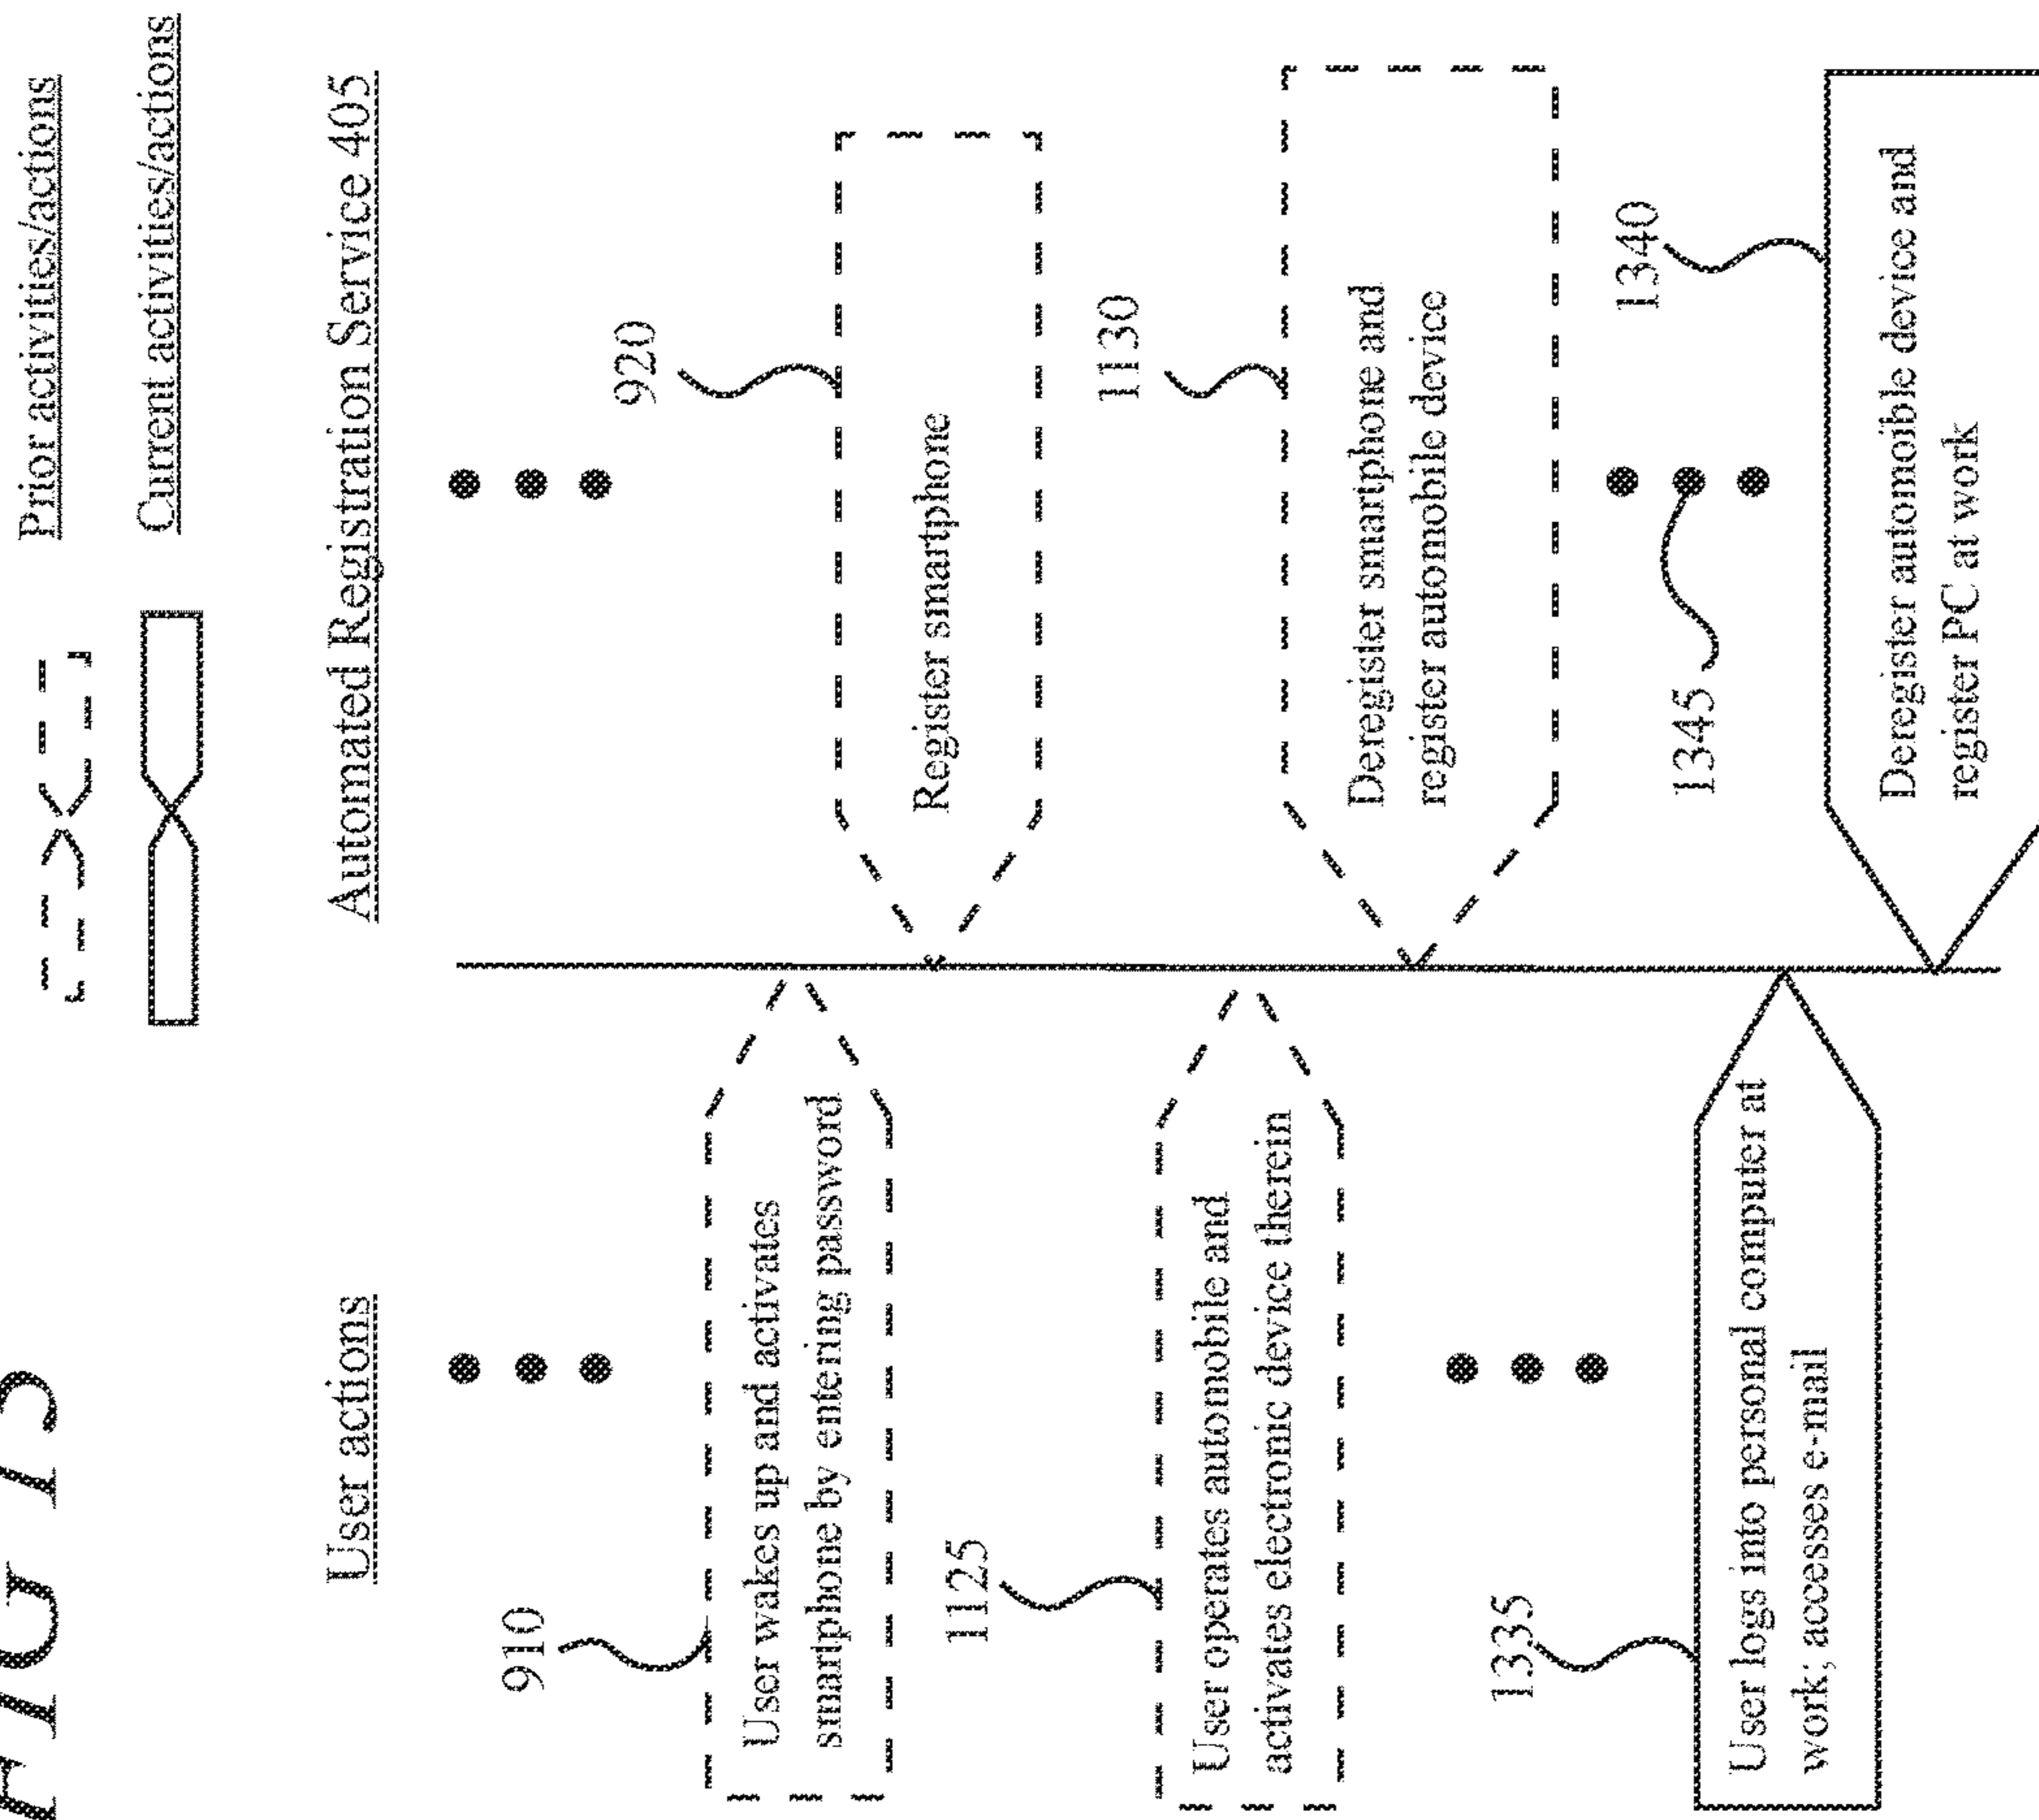 FIG
Prior activities/actions
Current activities/actions
User actions
Automated Registration Service 405
910
User wakes up and activates
smartphone by entering password
920
Register smartphone
1125
User operates automobile and
activates electronic device therein
1130
Deregister smartphone and
register automobile device
1335
User logs into personal computer at
work; accesses e-mail
1345
1340
Deregister automoible device and
register PC at work